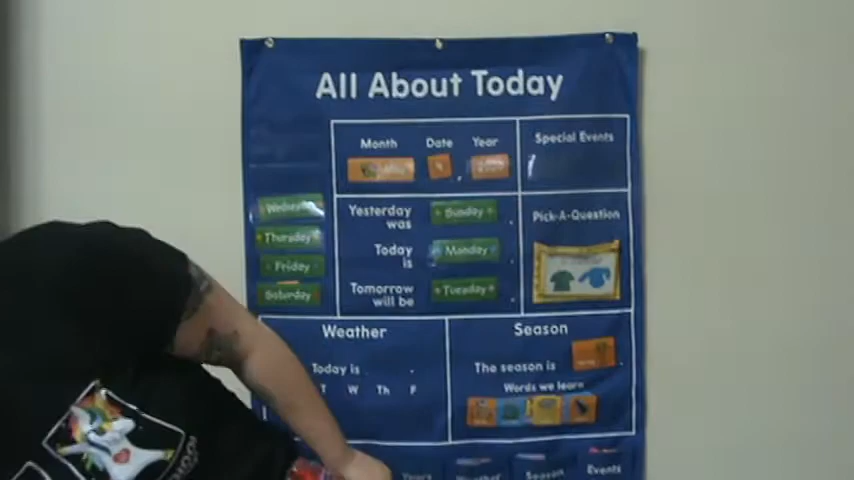 All About Today
Month Date Year
Special Events
Wednesday
Thursday
Friday
Saturday
Yesterday was Sunday.
Today is Monday.
Tomorrow will be Tuesday.
Pick-A-Question
Weather
Today is .
T W Th F
Season
The season is .
Words we learn
Years
Weather
Season
Events